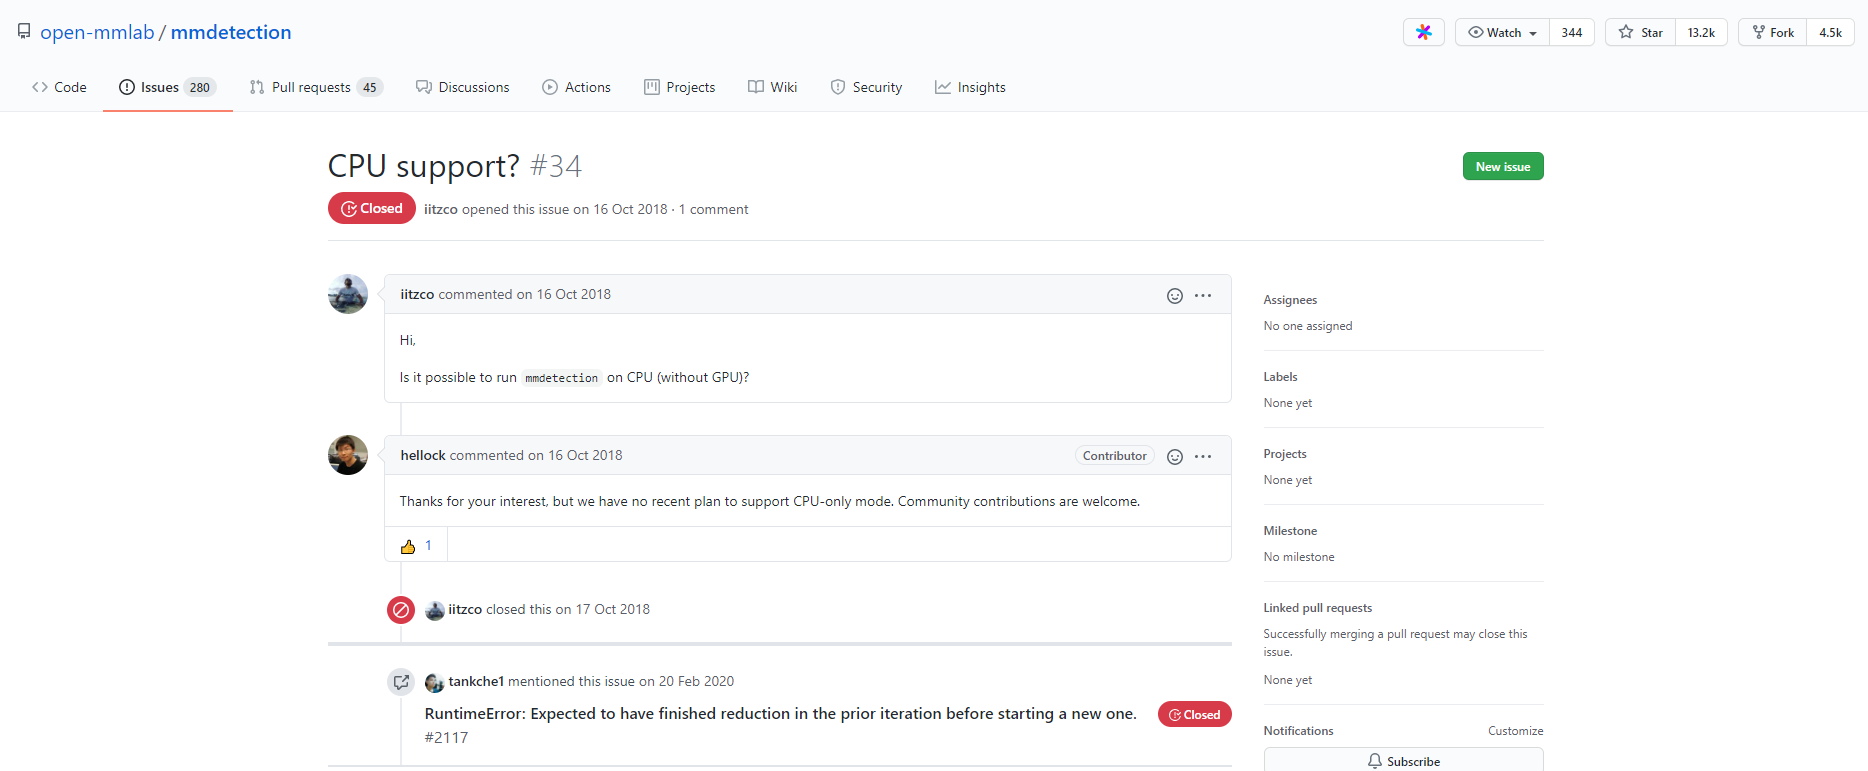 open-mmlab / mmdetection
Watch 344 Star 13.2k Fork 4.5k
Code Issues 280 Pull requests 45 Discussions Actions Projects Wiki Security Insights
CPU support? #34
New issue
Closed iitzco opened this issue on 16 Oct 2018 · 1 comment
iitzco commented on 16 Oct 2018
Hi,
Is it possible to run mmdetection on CPU (without GPU)?
hellock commented on 16 Oct 2018 Contributor
Thanks for your interest, but we have no recent plan to support CPU-only mode. Community contributions are welcome.
👍 1
iitzco closed this on 17 Oct 2018
tankche1 mentioned this issue on 20 Feb 2020
RuntimeError: Expected to have finished reduction in the prior iteration before starting a new one.
#2117
Closed
Assignees
No one assigned
Labels
None yet
Projects
None yet
Milestone
No milestone
Linked pull requests
Successfully merging a pull request may close this
issue.
None yet
Notifications Customize
Subscribe